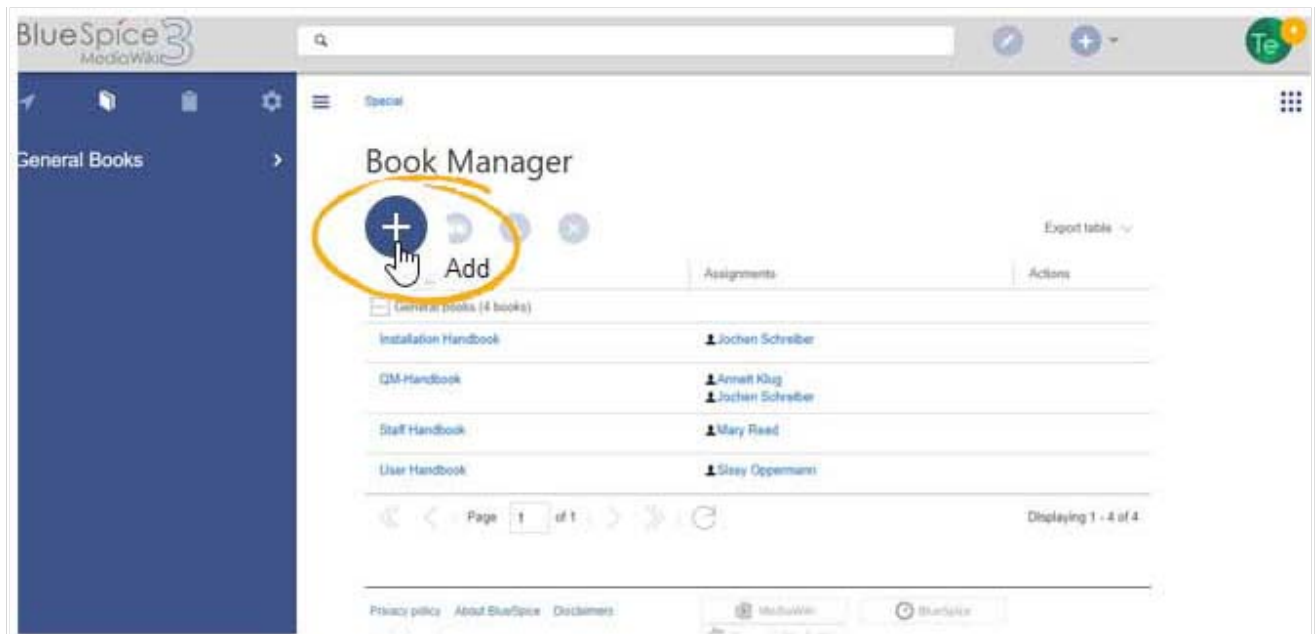 BlueSpice 3
MediaWiki
Te
Special
General Books
Book Manager
Export table
Add
Assignments
Actions
General Books (4 books)
Installation Handbook
Jochen Schreiber
QM-Handbook
Annett Klug
Jochen Schreiber
Staff Handbook
Mary Reed
User Handbook
Sissy Oppermann
Page 1 of 1
Displaying 1 - 4 of 4
Privacy policy About BlueSpice Disclaimers
MediaWiki
BlueSpice